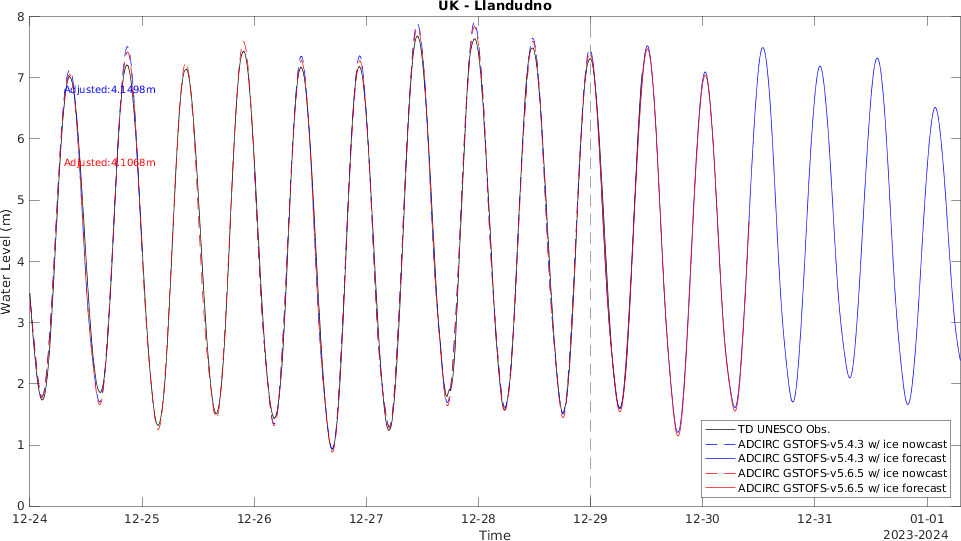 UK - Llandudno
8
7
6
5
4
3
2
1
0
Water Level (m)
Adjusted:4.1498m
Adjusted:4.1068m
TD UNESCO Obs.
ADCIRC GSTOFS-v5.4.3 w/ ice nowcast
ADCIRC GSTOFS-v5.4.3 w/ ice forecast
ADCIRC GSTOFS-v5.6.5 w/ ice nowcast
ADCIRC GSTOFS-v5.6.5 w/ ice forecast
12-24 12-25 12-26 12-27 12-28 12-29 12-30 12-31 01-01
Time
2023-2024